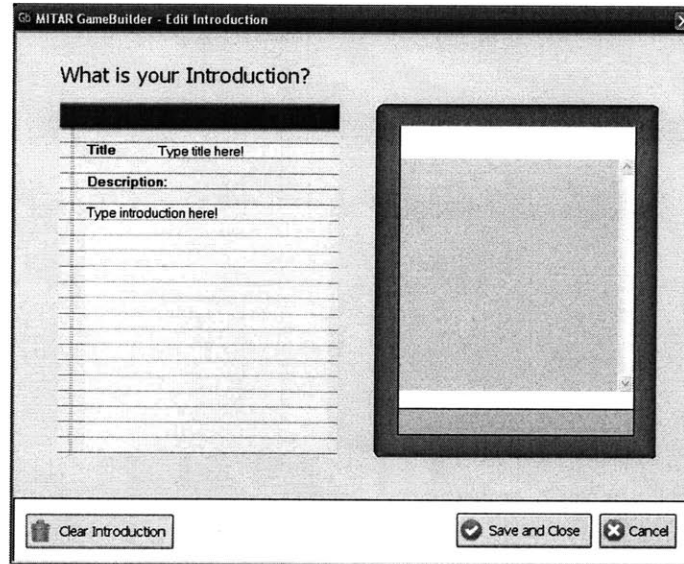 Gb MITAR GameBuilder - Edit Introduction
What is your Introduction?
Title Type title here!
Description:
Type introduction here!
Clear Introduction
Save and Close
Cancel